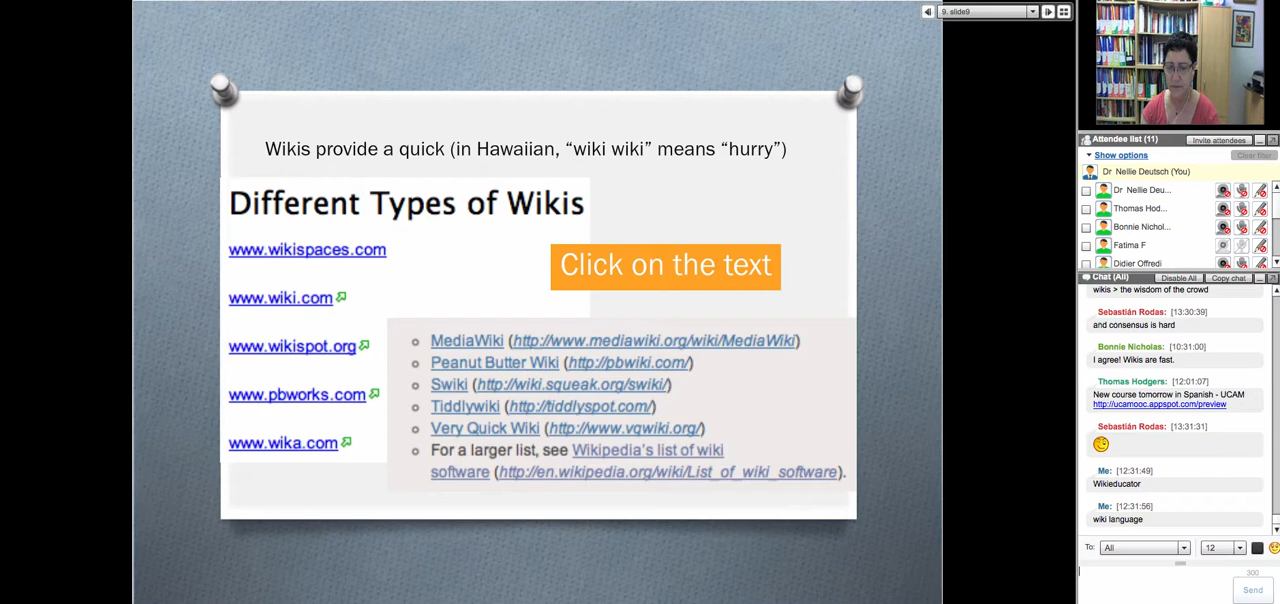 9. slide9
Wikis provide a quick (in Hawaiian, “wiki wiki” means “hurry”)
Different Types of Wikis
www.wikispaces.com
Click on the text
www.wiki.com
www.wikispot.org
www.pbworks.com
www.wika.com
MediaWiki (http://www.mediawiki.org/wiki/MediaWiki)
Peanut Butter Wiki (http://pbwiki.com/)
Swiki (http://wiki.squeak.org/swiki/)
Tiddlywiki (http://tiddlyspot.com/)
Very Quick Wiki (http://www.vqwiki.org/)
For a larger list, see Wikipedia's list of wiki
software (http://en.wikipedia.org/wiki/List_of_wiki_software).
Attendee list (11)
Invite attendees
Show options
Clear filter
Dr Nellie Deutsch (You)
Dr Nellie Deu...
Thomas Hod...
Bonnie Nichol...
Fatima F
Didier Offredi
Chat (All)
Disable All
Copy chat
wikis > the wisdom of the crowd
Sebastián Rodas: [13:30:39]
and consensus is hard
Bonnie Nicholas: [10:31:00]
I agree! Wikis are fast.
Thomas Hodgers: [12:01:07]
New course tomorrow in Spanish - UCAM
http://ucamooc.appspot.com/preview
Sebastián Rodas: [13:31:31]
Me: [12:31:49]
Wikieducator
Me: [12:31:56]
wiki language
To: All
12
300
Send